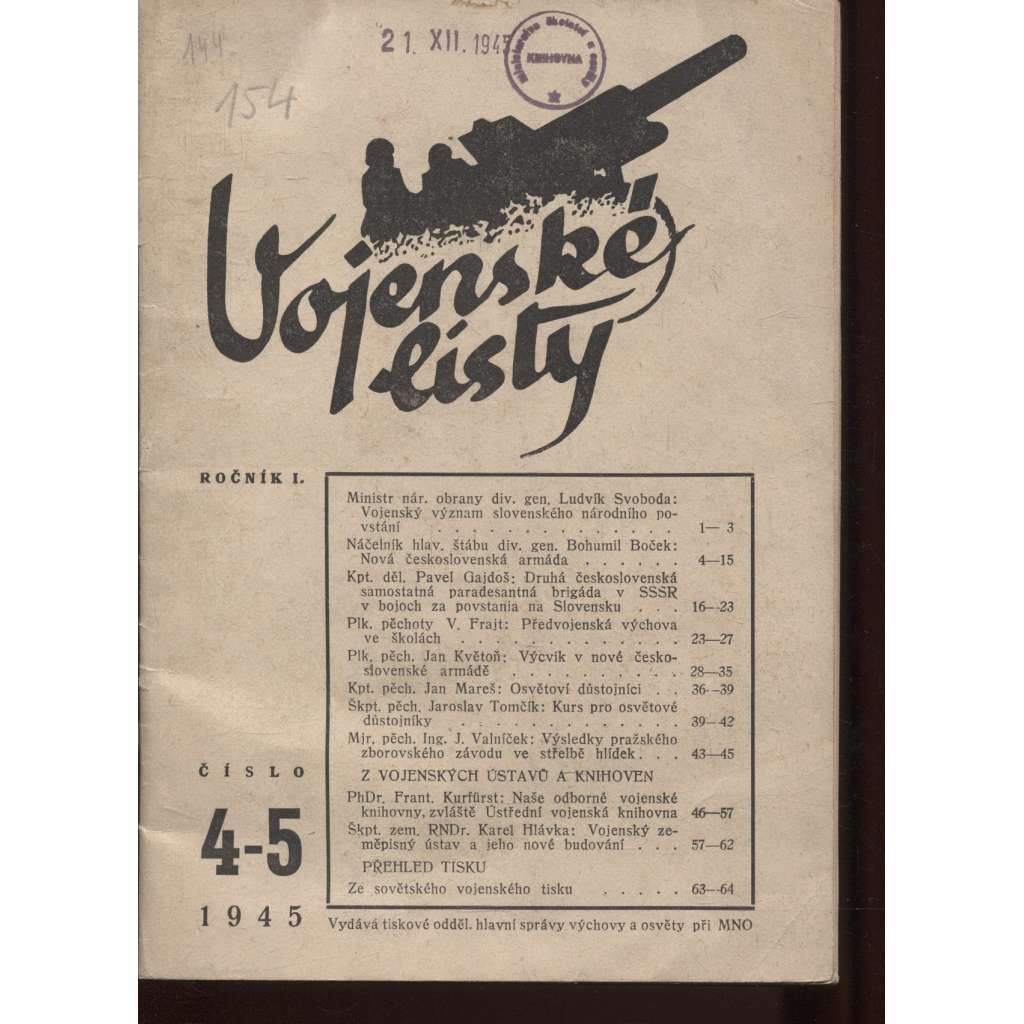 144
154
21. XII. 1945
Ministerstvo školství a osvěty
KNIHOVNA
Vojenské
listy
ROČNÍK I.
Ministr nár. obrany div. gen. Ludvík Svoboda:
Vojenský význam slovenského národního po-
vstání . . . . . . . . . . . . . . . 1— 3
Náčelník hlav. štábu div. gen. Bohumil Boček:
Nová československá armáda . . . . . . 4—15
Kpt. děl. Pavel Gajdoš: Druhá československá
samostatná paradesantná brigáda v SSSR
v bojoch za povstania na Slovensku . . . 16—23
Plk. pěchoty V. Frajt: Předvojenská výchova
ve školách . . . . . . . . . . . . . 23—27
Plk. pěch. Jan Květoň: Výcvik v nové česko-
slovenské armádě . . . . . . . . . . 28—35
Kpt. pěch. Jan Mareš: Osvětoví důstojníci . . 36—39
Škpt. pěch. Jaroslav Tomčík: Kurs pro osvětové
důstojníky . . . . . . . . . . . . . 39—42
Mjr. pěch. Ing. J. Valníček: Výsledky pražského
zborovského závodu ve střelbě hlídek. . . 43—45
Z VOJENSKÝCH ÚSTAVŮ A KNIHOVEN
PhDr. Frant. Kurfürst: Naše odborné vojenské
knihovny, zvláště Ústřední vojenská knihovna 46—57
Škpt. zem. RNDr. Karel Hlávka: Vojenský ze-
měpisný ústav a jeho nové budování . . . 57—62
PŘEHLED TISKU
Ze sovětského vojenského tisku . . . . . 63—64
ČÍSLO
4-5
1945
Vydává tiskové odděl. hlavní správy výchovy a osvěty při MNO